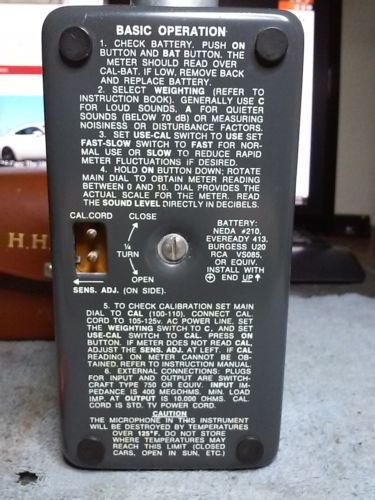 BASIC OPERATION
1. CHECK BATTERY. PUSH ON
BUTTON AND BAT BUTTON. THE
METER SHOULD READ OVER
CAL-BAT. IF LOW, REMOVE BACK
AND REPLACE BATTERY.
2. SELECT WEIGHTING (REFER TO
INSTRUCTION BOOK). GENERALLY USE C
FOR LOUD SOUNDS. A FOR QUIETER
SOUNDS (BELOW 70 dB) OR MEASURING
NOISINESS OR DISTURBANCE FACTORS.
3. SET USE-CAL SWITCH TO USE SET
FAST-SLOW SWITCH TO FAST FOR NOR-
MAL USE OR SLOW TO REDUCE RAPID
METER FLUCTUATIONS IF DESIRED.
4. HOLD ON BUTTON DOWN; ROTATE
MAIN DIAL TO OBTAIN METER READING
BETWEEN 0 AND 10. DIAL PROVIDES THE
ACTUAL SCALE FOR THE METER. READ
THE SOUND LEVEL DIRECTLY IN DECIBELS.
CAL.CORD
CLOSE
¼
TURN
OPEN
SENS. ADJ. (ON SIDE).
BATTERY:
NEDA #210,
EVEREADY 413,
BURGESS U20
RCA VS085,
OR EQUIV.
INSTALL WITH
⊕ END UP ↑
5. TO CHECK CALIBRATION SET MAIN
DIAL TO CAL (100-110). CONNECT CAL.
CORD TO 105-125v. AC POWER LINE. SET
THE WEIGHTING SWITCH TO C, AND SET
USE-CAL SWITCH TO CAL. PRESS ON
BUTTON. IF METER DOES NOT READ CAL,
ADJUST THE SENS. ADJ. AT LEFT. IF CAL
READING ON METER CANNOT BE OB-
TAINED, REFER TO INSTRUCTION MANUAL.
6. EXTERNAL CONNECTIONS: PLUGS
FOR INPUT AND OUTPUT ARE SWITCH-
CRAFT TYPE 750 OR EQUIV. INPUT IM-
PEDANCE IS 400 MEGOHMS. MIN. LOAD
IMP. AT OUTPUT IS 10,000 OHMS. CAL.
CORD IS STD. TV POWER CORD.
CAUTION
THE MICROPHONE IN THIS INSTRUMENT
WILL BE DESTROYED BY TEMPERATURES
OVER 125°F. DO NOT STORE
WHERE TEMPERATURES MAY
REACH THIS LIMIT (CLOSED
CARS, OPEN IN SUN, ETC.)
H.H